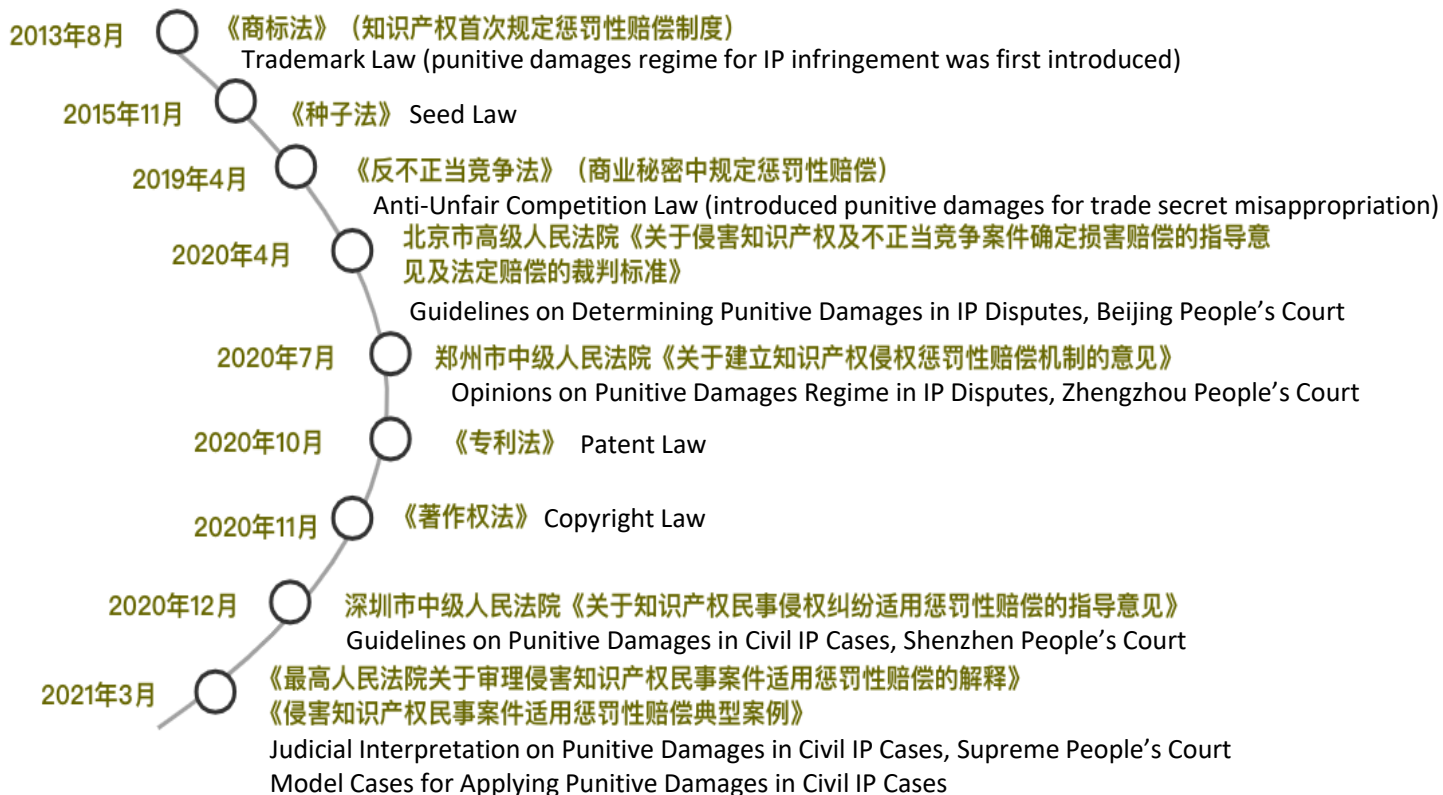 2013年8月
《商标法》（知识产权首次规定惩罚性赔偿制度）
Trademark Law (punitive damages regime for IP infringement was first introduced)
2015年11月
《种子法》 Seed Law
2019年4月
《反不正当竞争法》（商业秘密中规定惩罚性赔偿）
Anti-Unfair Competition Law (introduced punitive damages for trade secret misappropriation)
2020年4月
北京市高级人民法院《关于侵害知识产权及不正当竞争案件确定损害赔偿的指导意
见及法定赔偿的裁判标准》
Guidelines on Determining Punitive Damages in IP Disputes, Beijing People’s Court
2020年7月
郑州市中级人民法院《关于建立知识产权侵权惩罚性赔偿机制的意见》
Opinions on Punitive Damages Regime in IP Disputes, Zhengzhou People’s Court
2020年10月
《专利法》 Patent Law
2020年11月
《著作权法》 Copyright Law
2020年12月
深圳市中级人民法院《关于知识产权民事侵权纠纷适用惩罚性赔偿的指导意见》
Guidelines on Punitive Damages in Civil IP Cases, Shenzhen People’s Court
2021年3月
《最高人民法院关于审理侵害知识产权民事案件适用惩罚性赔偿的解释》
《侵害知识产权民事案件适用惩罚性赔偿典型案例》
Judicial Interpretation on Punitive Damages in Civil IP Cases, Supreme People’s Court
Model Cases for Applying Punitive Damages in Civil IP Cases